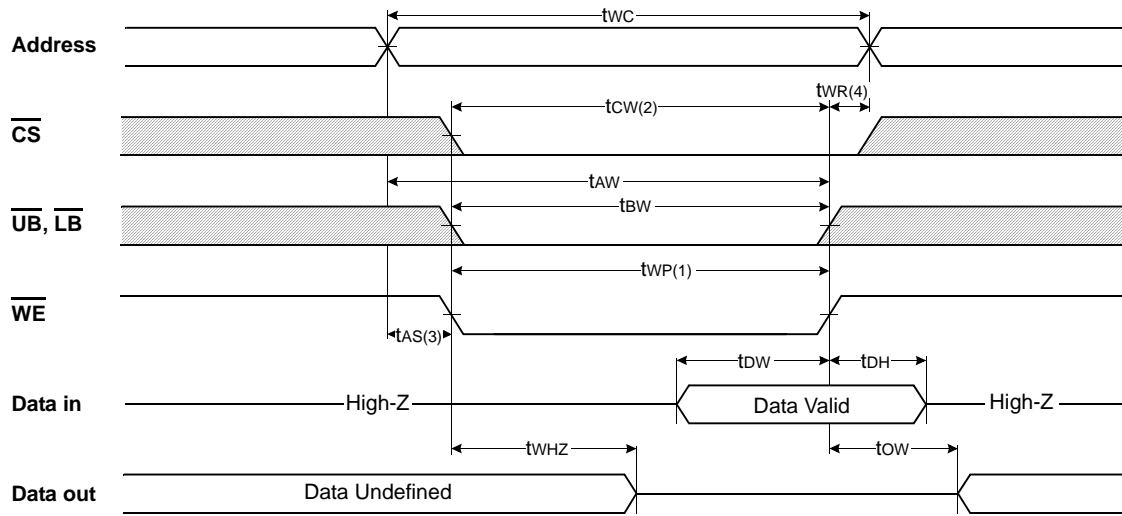 tWC
Address
tCW(2) tWR(4)
CS
tAW
UB, LB tBW
tWP(1)
WE
tAS(3)
tDW tDH
Data in High-Z Data Valid High-Z
tWHZ tOW
Data out Data Undefined